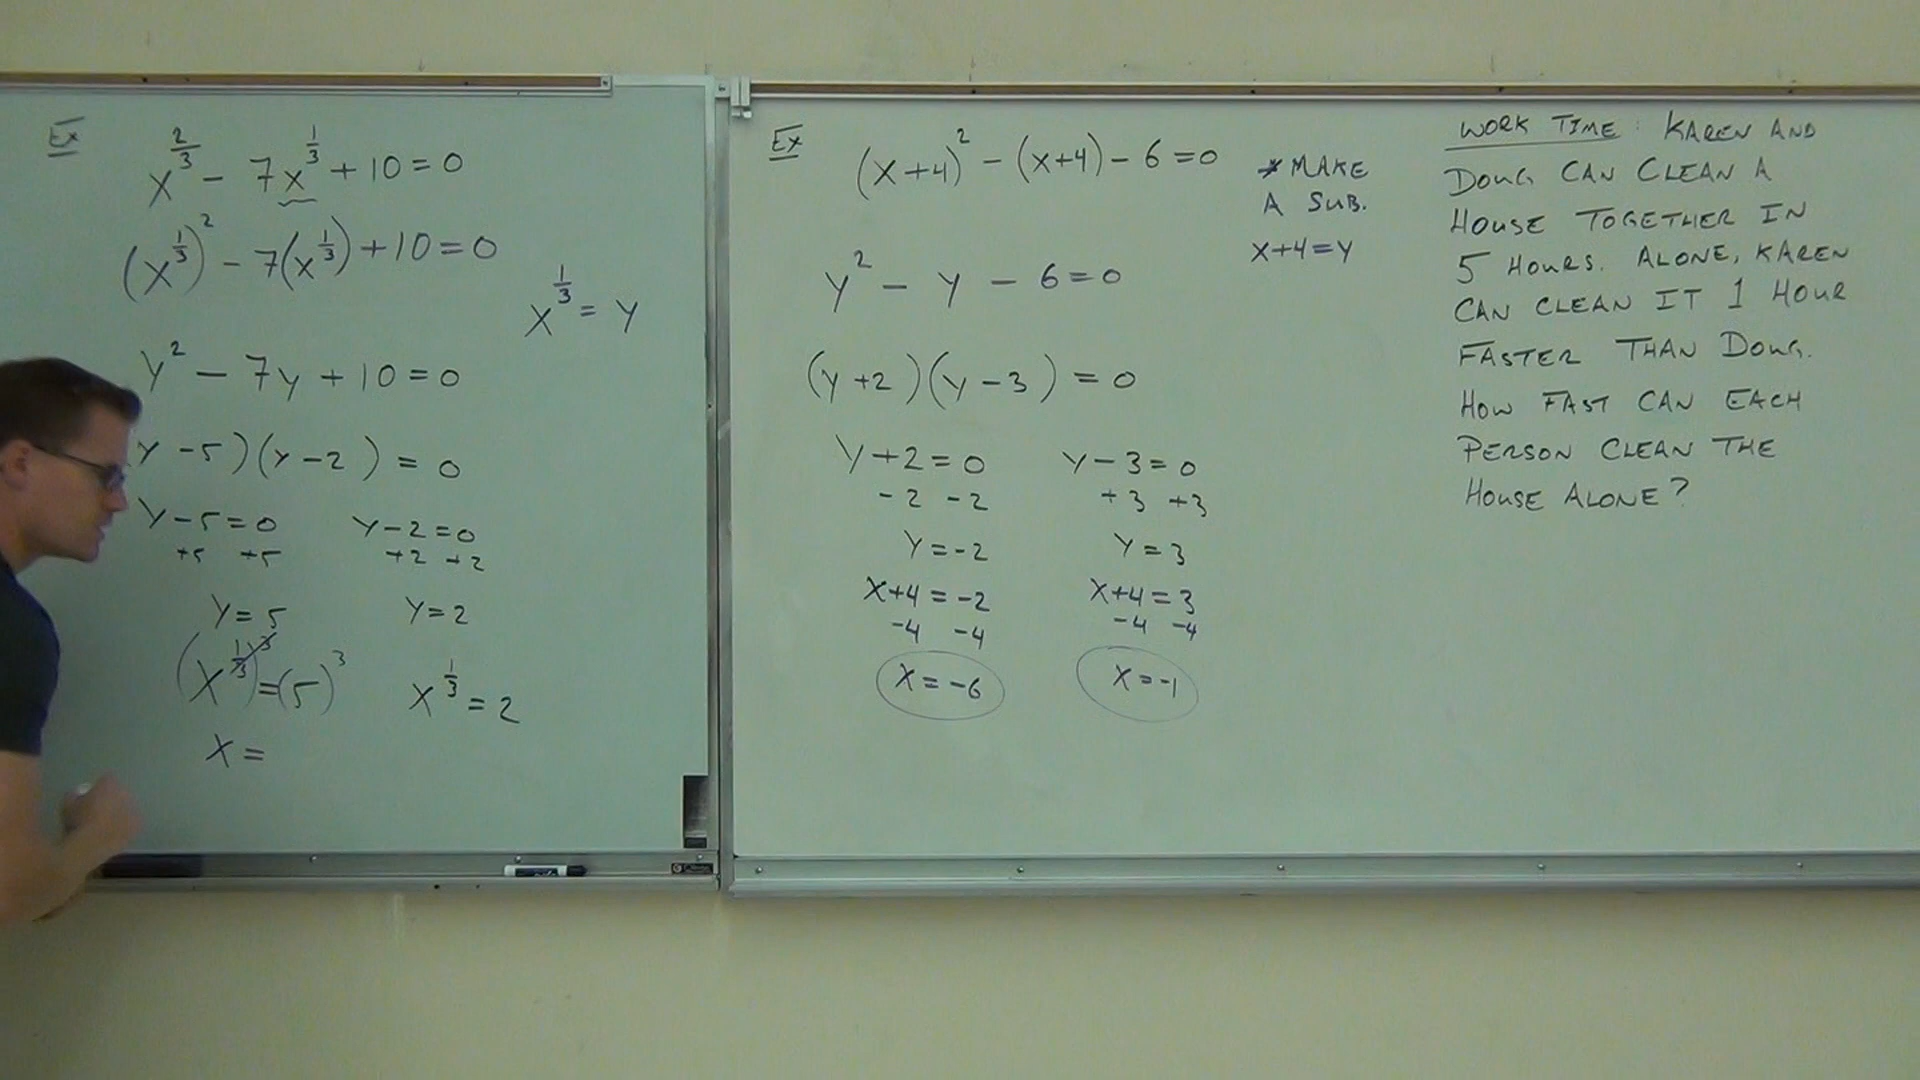 Ex
x^(2/3) - 7x^(1/3) + 10 = 0
(x^(1/3))^2 - 7(x^(1/3)) + 10 = 0
x^(1/3) = y
y^2 - 7y + 10 = 0
y - 5)(y - 2) = 0
y - 5 = 0 y - 2 = 0
+5 +5 +2 +2
y = 5 y = 2
(x^(1/3))^3 = (5)^3 x^(1/3) = 2
x =
Ex
(x+4)^2 - (x+4) - 6 = 0
* MAKE
A SUB.
x+4 = y
y^2 - y - 6 = 0
(y + 2)(y - 3) = 0
y + 2 = 0 y - 3 = 0
-2 -2 +3 +3
y = -2 y = 3
x+4 = -2 x+4 = 3
-4 -4 -4 -4
x = -6 x = -1
WORK TIME: KAREN AND
DOUG CAN CLEAN A
HOUSE TOGETHER IN
5 HOURS. ALONE, KAREN
CAN CLEAN IT 1 HOUR
FASTER THAN DOUG.
HOW FAST CAN EACH
PERSON CLEAN THE
HOUSE ALONE?